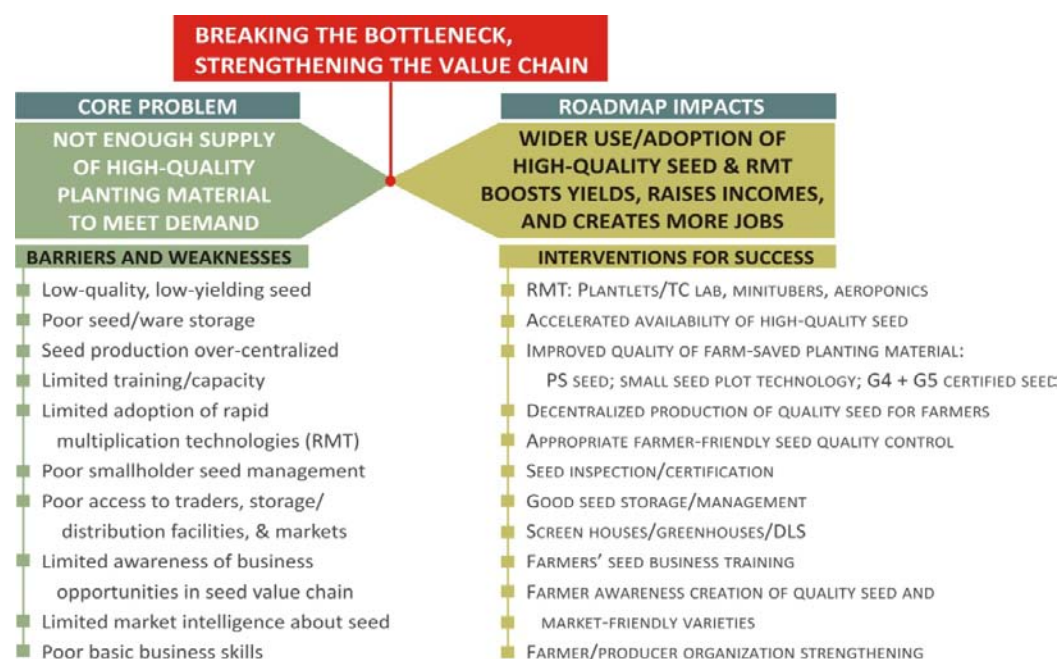 BREAKING THE BOTTLENECK,
STRENGTHENING THE VALUE CHAIN
CORE PROBLEM
NOT ENOUGH SUPPLY
OF HIGH-QUALITY
PLANTING MATERIAL
TO MEET DEMAND
BARRIERS AND WEAKNESSES
Low-quality, low-yielding seed
Poor seed/ware storage
Seed production over-centralized
Limited training/capacity
Limited adoption of rapid
multiplication technologies (RMT)
Poor smallholder seed management
Poor access to traders, storage/
distribution facilities, & markets
Limited awareness of business
opportunities in seed value chain
Limited market intelligence about seed
Poor basic business skills
ROADMAP IMPACTS
WIDER USE/ADOPTION OF
HIGH-QUALITY SEED & RMT
BOOSTS YIELDS, RAISES INCOMES,
AND CREATES MORE JOBS
INTERVENTIONS FOR SUCCESS
RMT: PLANTLETS/TC LAB, MINITUBERS, AEROPONICS
ACCELERATED AVAILABILITY OF HIGH-QUALITY SEED
IMPROVED QUALITY OF FARM-SAVED PLANTING MATERIAL:
PS SEED; SMALL SEED PLOT TECHNOLOGY; G4 + G5 CERTIFIED SEED
DECENTRALIZED PRODUCTION OF QUALITY SEED FOR FARMERS
APPROPRIATE FARMER-FRIENDLY SEED QUALITY CONTROL
SEED INSPECTION/CERTIFICATION
GOOD SEED STORAGE/MANAGEMENT
SCREEN HOUSES/GREENHOUSES/DLS
FARMERS' SEED BUSINESS TRAINING
FARMER AWARENESS CREATION OF QUALITY SEED AND
MARKET-FRIENDLY VARIETIES
FARMER/PRODUCER ORGANIZATION STRENGTHENING